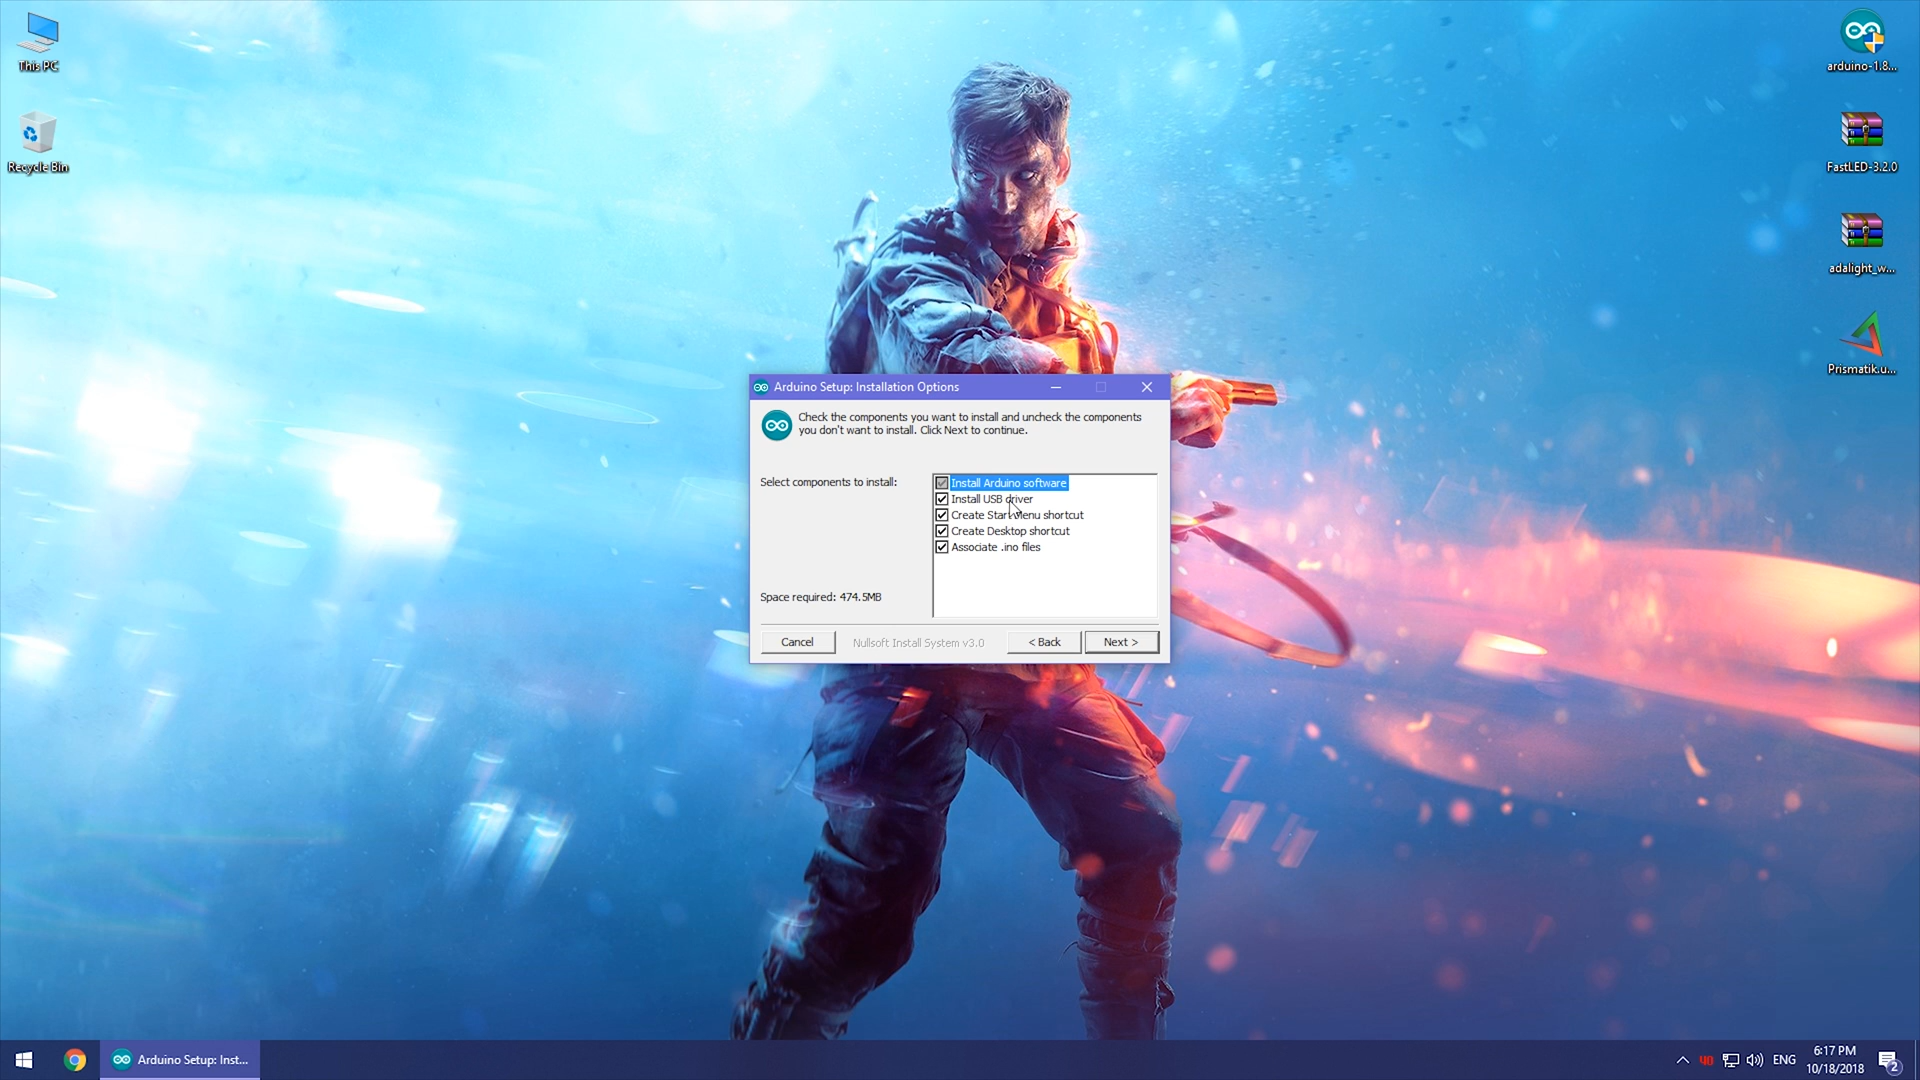 This PC
Recycle Bin
arduino-1.8...
FastLED-3.2.0
adalight_w...
Prismatik.u...
Arduino Setup: Installation Options
Check the components you want to install and uncheck the components
you don't want to install. Click Next to continue.
Select components to install:
Install Arduino software
Install USB driver
Create Start Menu shortcut
Create Desktop shortcut
Associate .ino files
Space required: 474.5MB
Cancel
Nullsoft Install System v3.0
< Back
Next >
Arduino Setup: Inst...
40
ENG
6:17 PM
10/18/2018
2